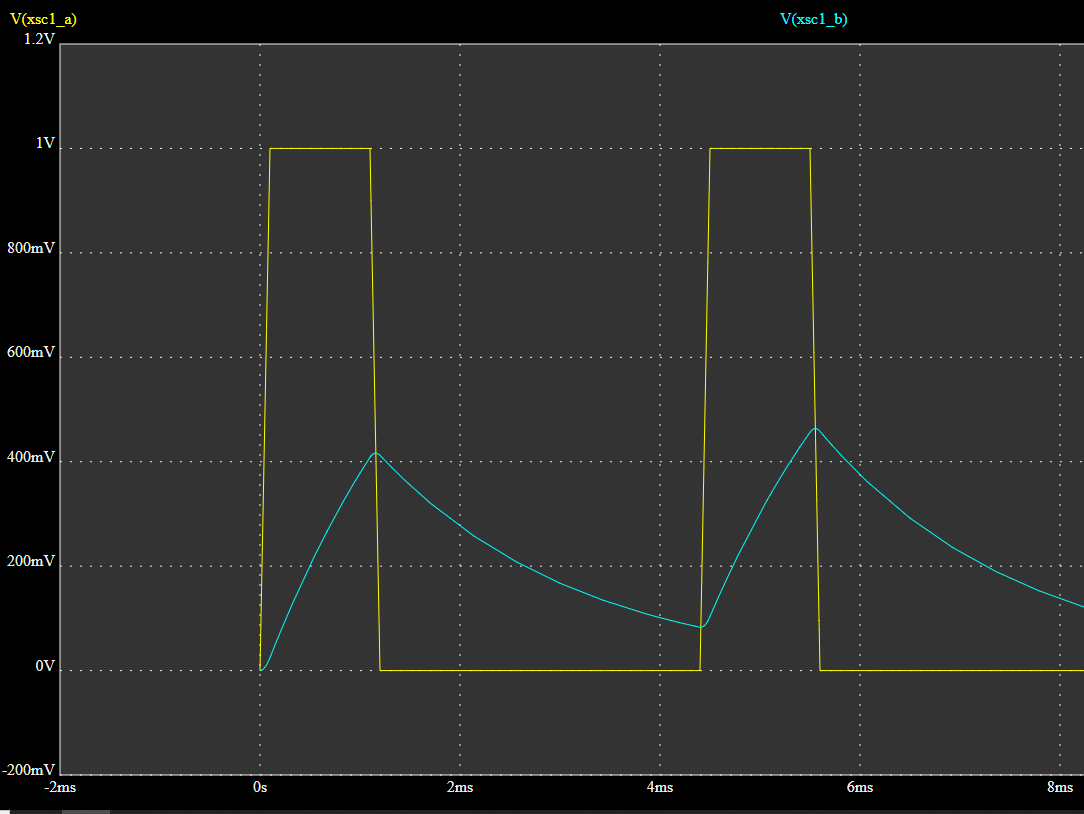 V(xsc1_a) V(xsc1_b)
1.2V
1V
800mV
600mV
400mV
200mV
0V
-200mV
-2ms 0s 2ms 4ms 6ms 8ms